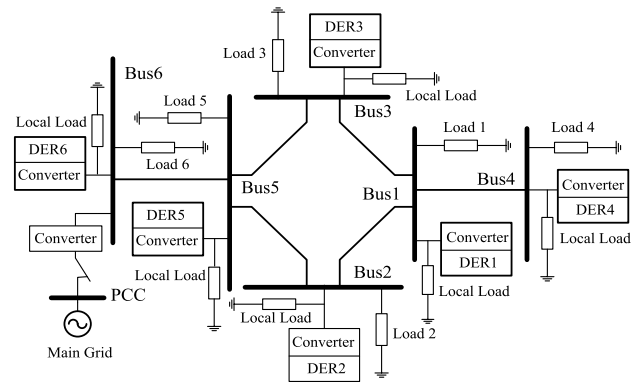 DER3
Converter
Load 3
Local Load
Bus6
Bus3
Load 5
Load 1
Load 4
Local Load
DER6
Converter
Load 6
Bus5
Bus1
Bus4
Converter
DER4
DER5
Converter
Converter
Converter
DER1
Local Load
Local Load
Bus2
Local Load
PCC
Local Load
Converter
DER2
Load 2
Main Grid